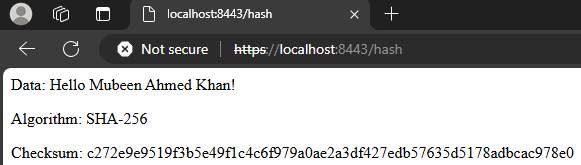 localhost:8443/hash
Not secure https://localhost:8443/hash
Data: Hello Mubeen Ahmed Khan!
Algorithm: SHA-256
Checksum: c272e9e9519f3b5e49f1c4c6f979a0ae2a3df427edb57635d5178adbcac978e0